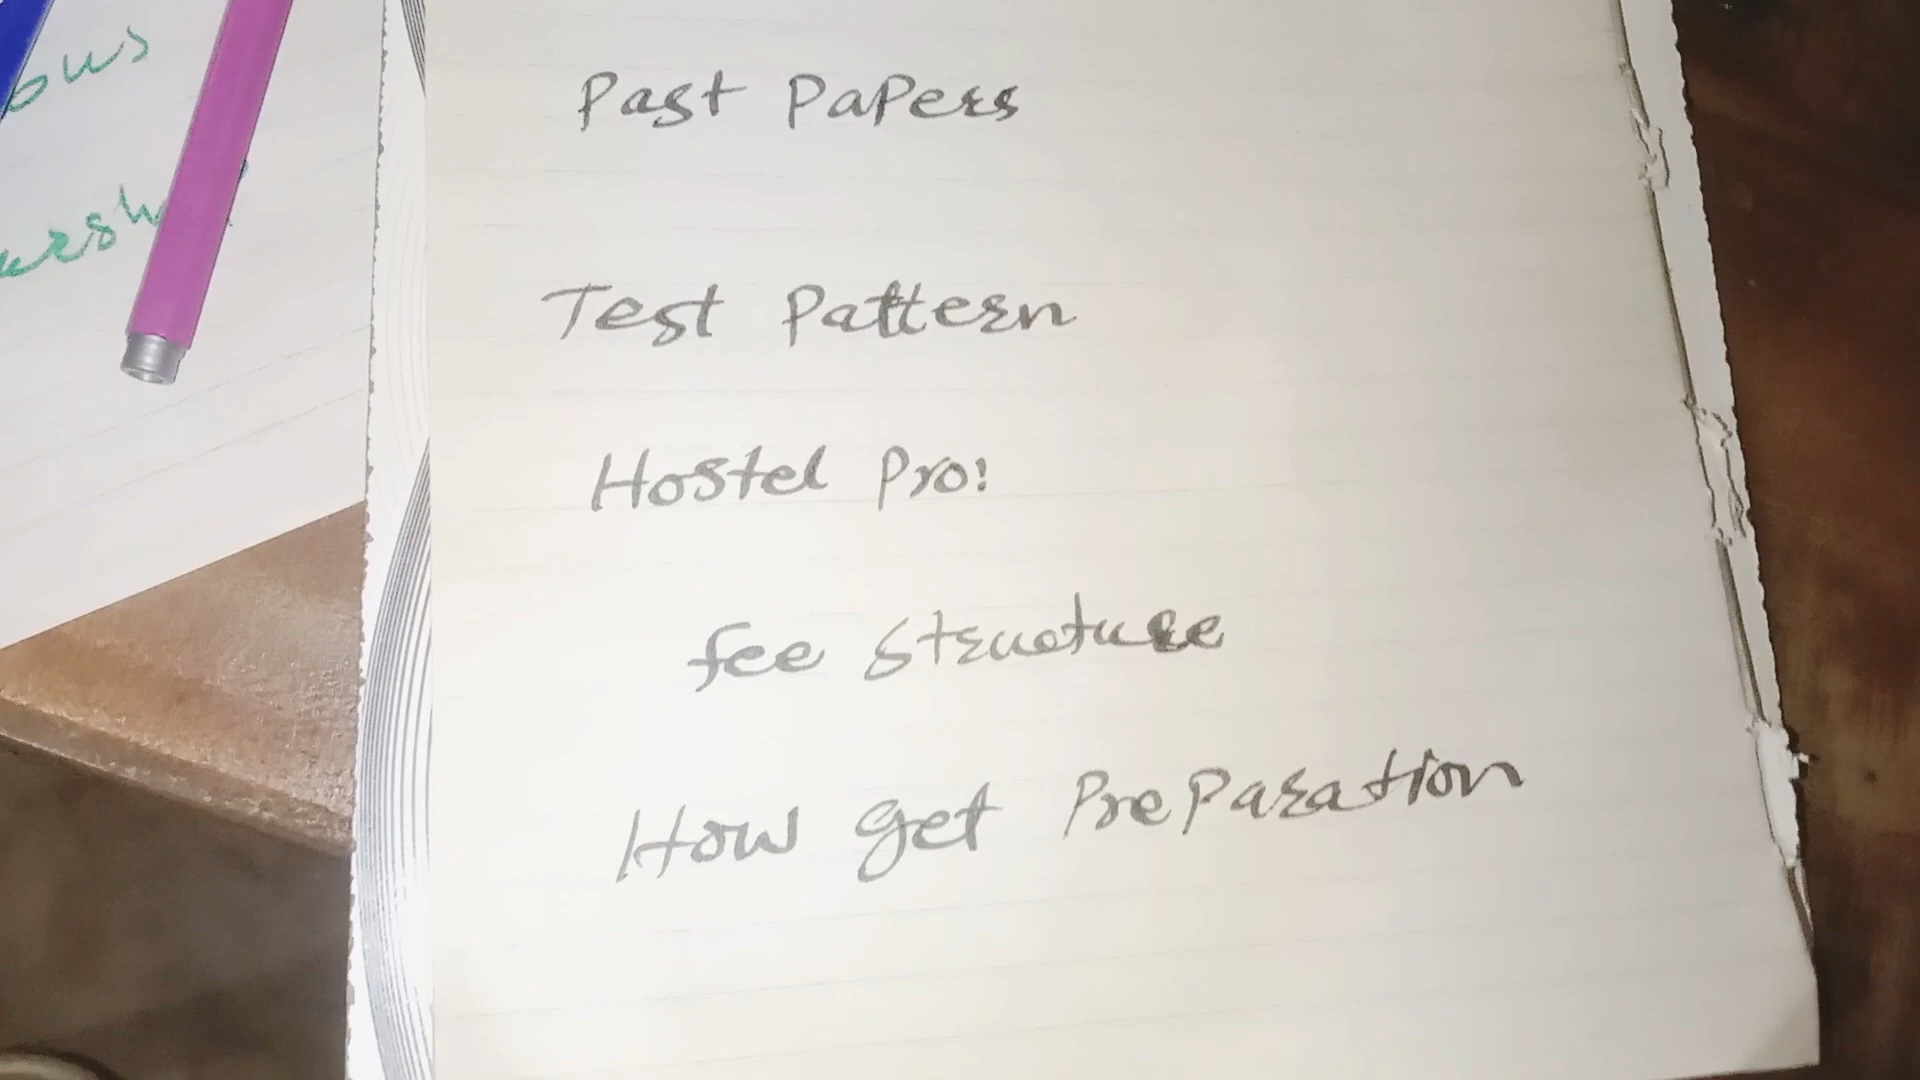 Past Papers
Test Pattern
Hostel Pro!
fee structure
How get Preparation